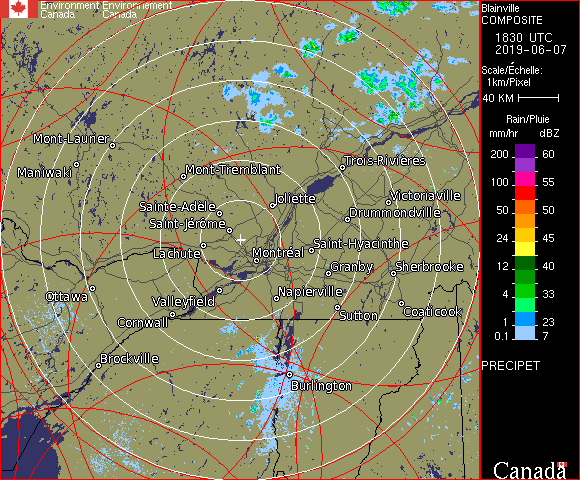 Environment Environnement
Canada Canada
Blainville
COMPOSITE
1830 UTC
2019-06-07
Scale/Échelle:
1km/Pixel
40 KM
Rain/Pluie
mm/hr dBZ
200 60
100 55
50 50
24 45
12 40
4 30
1 23
0.1 7
PRECIPET
Canada
Mont-Laurier
Maniwaki
Mont-Tremblant
Trois-Rivières
Joliette
Victoriaville
Sainte-Adèle
Drummondville
Saint-Jérôme
Saint-Hyacinthe
Lachute
Montréal
Granby
Sherbrooke
Ottawa
Valleyfield
Napierville
Coaticook
Cornwall
Sutton
Brockville
Burlington